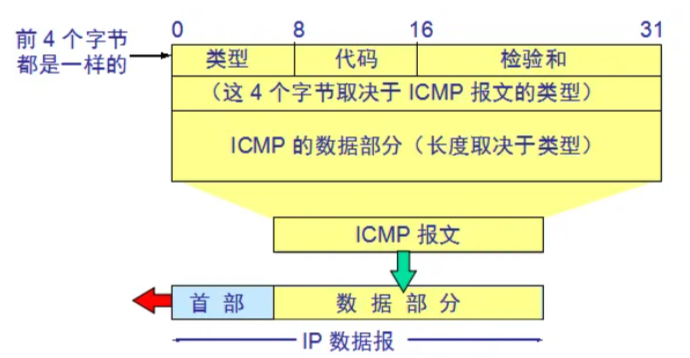 0 8 16 31
前 4 个字节
都是一样的
类型 代码 检验和
(这 4 个字节取决于 ICMP 报文的类型)
ICMP 的数据部分(长度取决于类型)
ICMP 报文
首部 数据部分
IP 数据报